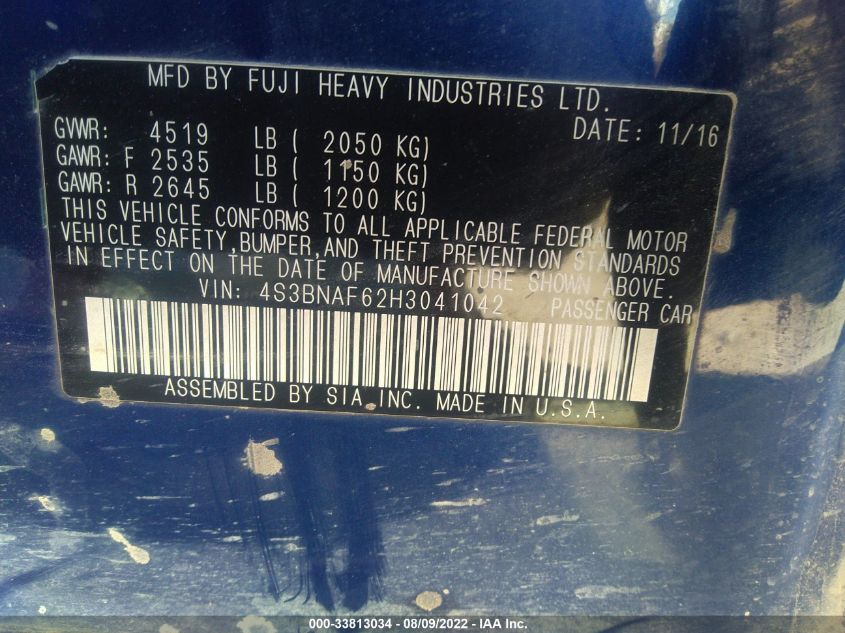 MFD BY FUJI HEAVY INDUSTRIES LTD.
DATE: 11/16
GVWR: 4519 LB ( 2050 KG)
GAWR: F 2535 LB ( 1150 KG)
GAWR: R 2645 LB ( 1200 KG)
THIS VEHICLE CONFORMS TO ALL APPLICABLE FEDERAL MOTOR
VEHICLE SAFETY, BUMPER, AND THEFT PREVENTION STANDARDS
IN EFFECT ON THE DATE OF MANUFACTURE SHOWN ABOVE.
VIN: 4S3BNAF62H3041042 PASSENGER CAR
ASSEMBLED BY SIA, INC. MADE IN U.S.A.
000-33813034 - 08/09/2022 - IAA Inc.